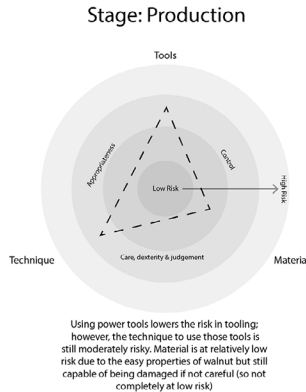 Stage: Production
Tools
Appropriateness
Control
Low Risk
High Risk
Technique
Material
Care, dexterity & judgement
Using power tools lowers the risk in tooling;
however, the technique to use those tools is
still moderately risky. Material is at relatively low
risk due to the easy properties of walnut but still
capable of being damaged if not careful (so not
completely at low risk)